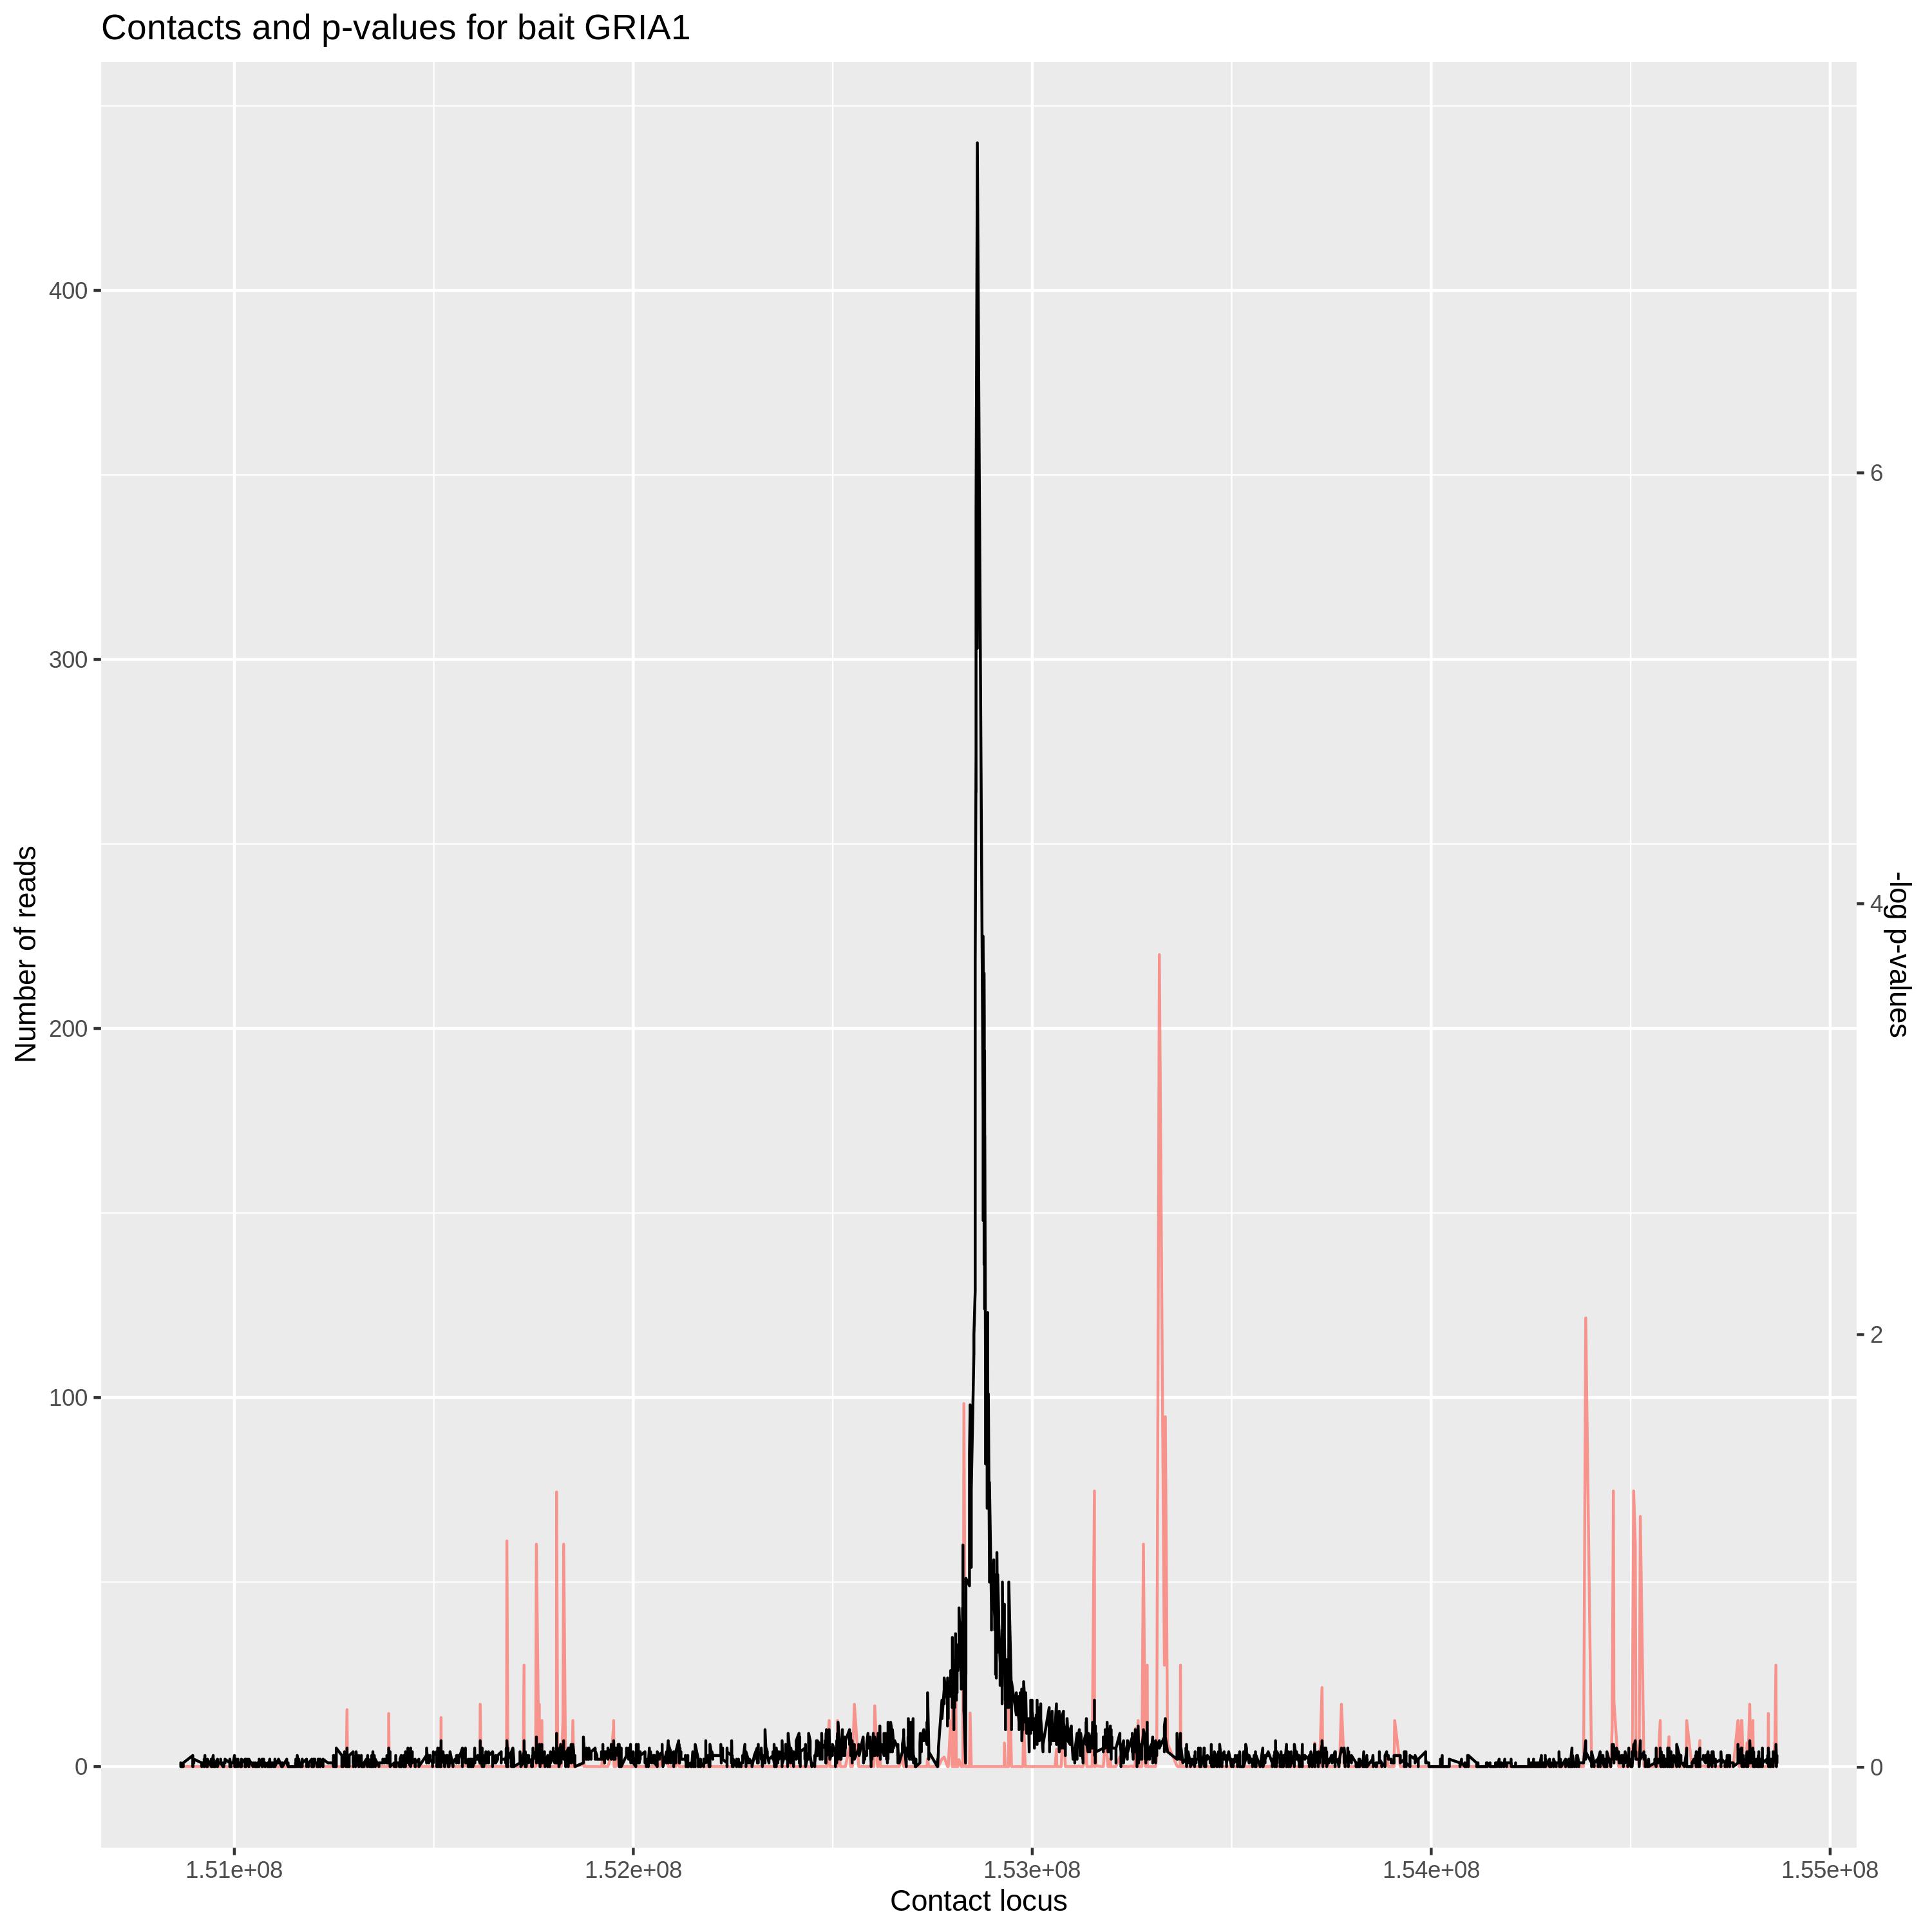 Contacts and p-values for bait GRIA1
Number of reads
400
300
200
100
0
6
4
2
0
-log p-values
1.51e+08 1.52e+08 1.53e+08 1.54e+08 1.55e+08
Contact locus